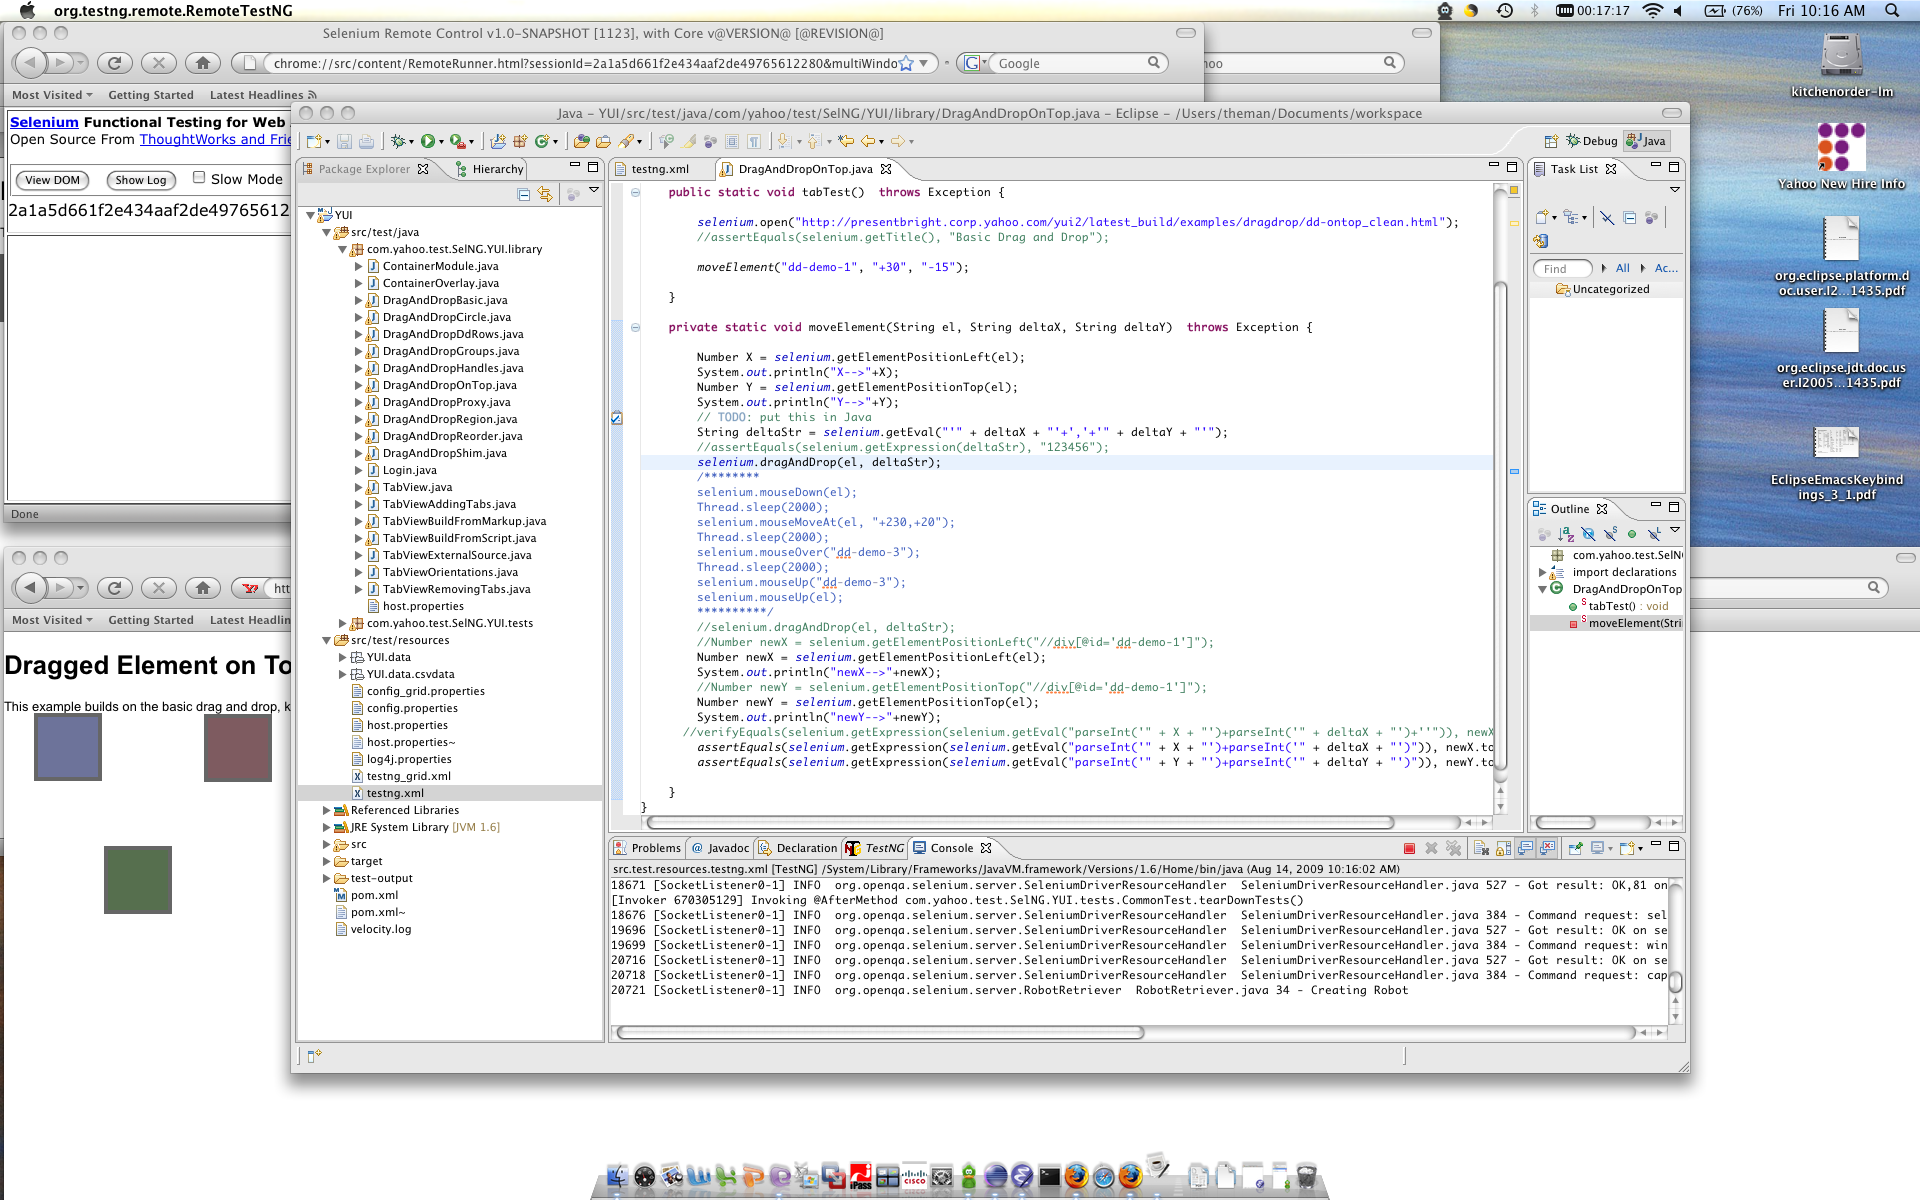 org.testng.remote.RemoteTestNG
00:17:17
(76%)
Fri 10:16 AM
Selenium Remote Control v1.0-SNAPSHOT [1123], with Core v@VERSION@ [@REVISION@]
chrome://src/content/RemoteRunner.html?sessionId=2a1a5d661f2e434aaf2de49765612280&multiWindo
Google
hoo
Most Visited
Getting Started
Latest Headlines
Selenium Functional Testing for Web
Open Source From ThoughtWorks and Frie
View DOM
Show Log
Slow Mode
2a1a5d661f2e434aaf2de49765612
Done
htt
Most Visited
Getting Started
Latest Headlin
Dragged Element on To
This example builds on the basic drag and drop, k
Java – YUI/src/test/java/com/yahoo/test/SelNG/YUI/library/DragAndDropOnTop.java – Eclipse – /Users/theman/Documents/workspace
Debug
Java
Package Explorer
Hierarchy
YUI
src/test/java
com.yahoo.test.SelNG.YUI.library
ContainerModule.java
ContainerOverlay.java
DragAndDropBasic.java
DragAndDropCircle.java
DragAndDropDdRows.java
DragAndDropGroups.java
DragAndDropHandles.java
DragAndDropOnTop.java
DragAndDropProxy.java
DragAndDropRegion.java
DragAndDropReorder.java
DragAndDropShim.java
Login.java
TabView.java
TabViewAddingTabs.java
TabViewBuildFromMarkup.java
TabViewBuildFromScript.java
TabViewExternalSource.java
TabViewOrientations.java
TabViewRemovingTabs.java
host.properties
com.yahoo.test.SelNG.YUI.tests
src/test/resources
YUI.data
YUI.data.csvdata
config_grid.properties
config.properties
host.properties
host.properties~
log4j.properties
testng_grid.xml
testng.xml
Referenced Libraries
JRE System Library [JVM 1.6]
src
target
test-output
pom.xml
pom.xml~
velocity.log
testng.xml
DragAndDropOnTop.java
public static void tabTest()  throws Exception {
selenium.open("http://presentbright.corp.yahoo.com/yui2/latest_build/examples/dragdrop/dd-ontop_clean.html");
//assertEquals(selenium.getTitle(), "Basic Drag and Drop");
moveElement("dd-demo-1", "+30", "-15");
}
private static void moveElement(String el, String deltaX, String deltaY)  throws Exception {
Number X = selenium.getElementPositionLeft(el);
System.out.println("X-->"+X);
Number Y = selenium.getElementPositionTop(el);
System.out.println("Y-->"+Y);
// TODO: put this in Java
String deltaStr = selenium.getEval("'" + deltaX + "'+','+'" + deltaY + "'");
//assertEquals(selenium.getExpression(deltaStr), "123456");
selenium.dragAndDrop(el, deltaStr);
/********
selenium.mouseDown(el);
Thread.sleep(2000);
selenium.mouseMoveAt(el, "+230,+20");
Thread.sleep(2000);
selenium.mouseOver("dd-demo-3");
Thread.sleep(2000);
selenium.mouseUp("dd-demo-3");
selenium.mouseUp(el);
**********/
//selenium.dragAndDrop(el, deltaStr);
//Number newX = selenium.getElementPositionLeft("//div[@id='dd-demo-1']");
Number newX = selenium.getElementPositionLeft(el);
System.out.println("newX-->"+newX);
//Number newY = selenium.getElementPositionTop("//div[@id='dd-demo-1']");
Number newY = selenium.getElementPositionTop(el);
System.out.println("newY-->"+newY);
//verifyEquals(selenium.getExpression(selenium.getEval("parseInt('" + X + "')+parseInt('" + deltaX + "')+''")), newX
assertEquals(selenium.getExpression(selenium.getEval("parseInt('" + X + "')+parseInt('" + deltaX + "')")), newX.to
assertEquals(selenium.getExpression(selenium.getEval("parseInt('" + Y + "')+parseInt('" + deltaY + "')")), newY.to
}
}
Task List
Find
All
Ac...
Uncategorized
Outline
com.yahoo.test.SelN
import declarations
DragAndDropOnTop
tabTest() : void
moveElement(Stri
Problems
Javadoc
Declaration
TestNG
Console
src.test.resources.testng.xml [TestNG] /System/Library/Frameworks/JavaVM.framework/Versions/1.6/Home/bin/java (Aug 14, 2009 10:16:02 AM)
18671 [SocketListener0-1] INFO  org.openqa.selenium.server.SeleniumDriverResourceHandler  SeleniumDriverResourceHandler.java 527 - Got result: OK,81 on
[Invoker 670305129] Invoking @AfterMethod com.yahoo.test.SelNG.YUI.tests.CommonTest.tearDownTests()
18676 [SocketListener0-1] INFO  org.openqa.selenium.server.SeleniumDriverResourceHandler  SeleniumDriverResourceHandler.java 384 - Command request: sel
19696 [SocketListener0-1] INFO  org.openqa.selenium.server.SeleniumDriverResourceHandler  SeleniumDriverResourceHandler.java 527 - Got result: OK on se
19699 [SocketListener0-1] INFO  org.openqa.selenium.server.SeleniumDriverResourceHandler  SeleniumDriverResourceHandler.java 384 - Command request: win
20716 [SocketListener0-1] INFO  org.openqa.selenium.server.SeleniumDriverResourceHandler  SeleniumDriverResourceHandler.java 527 - Got result: OK on se
20718 [SocketListener0-1] INFO  org.openqa.selenium.server.SeleniumDriverResourceHandler  SeleniumDriverResourceHandler.java 384 - Command request: cap
20721 [SocketListener0-1] INFO  org.openqa.selenium.server.RobotRetriever  RobotRetriever.java 34 - Creating Robot
kitchenorder-lm
Yahoo New Hire Info
org.eclipse.platform.d
oc.user.I2...1435.pdf
org.eclipse.jdt.doc.us
er.I2005...1435.pdf
EclipseEmacsKeybind
ings_3_1.pdf
iPass
CISCO